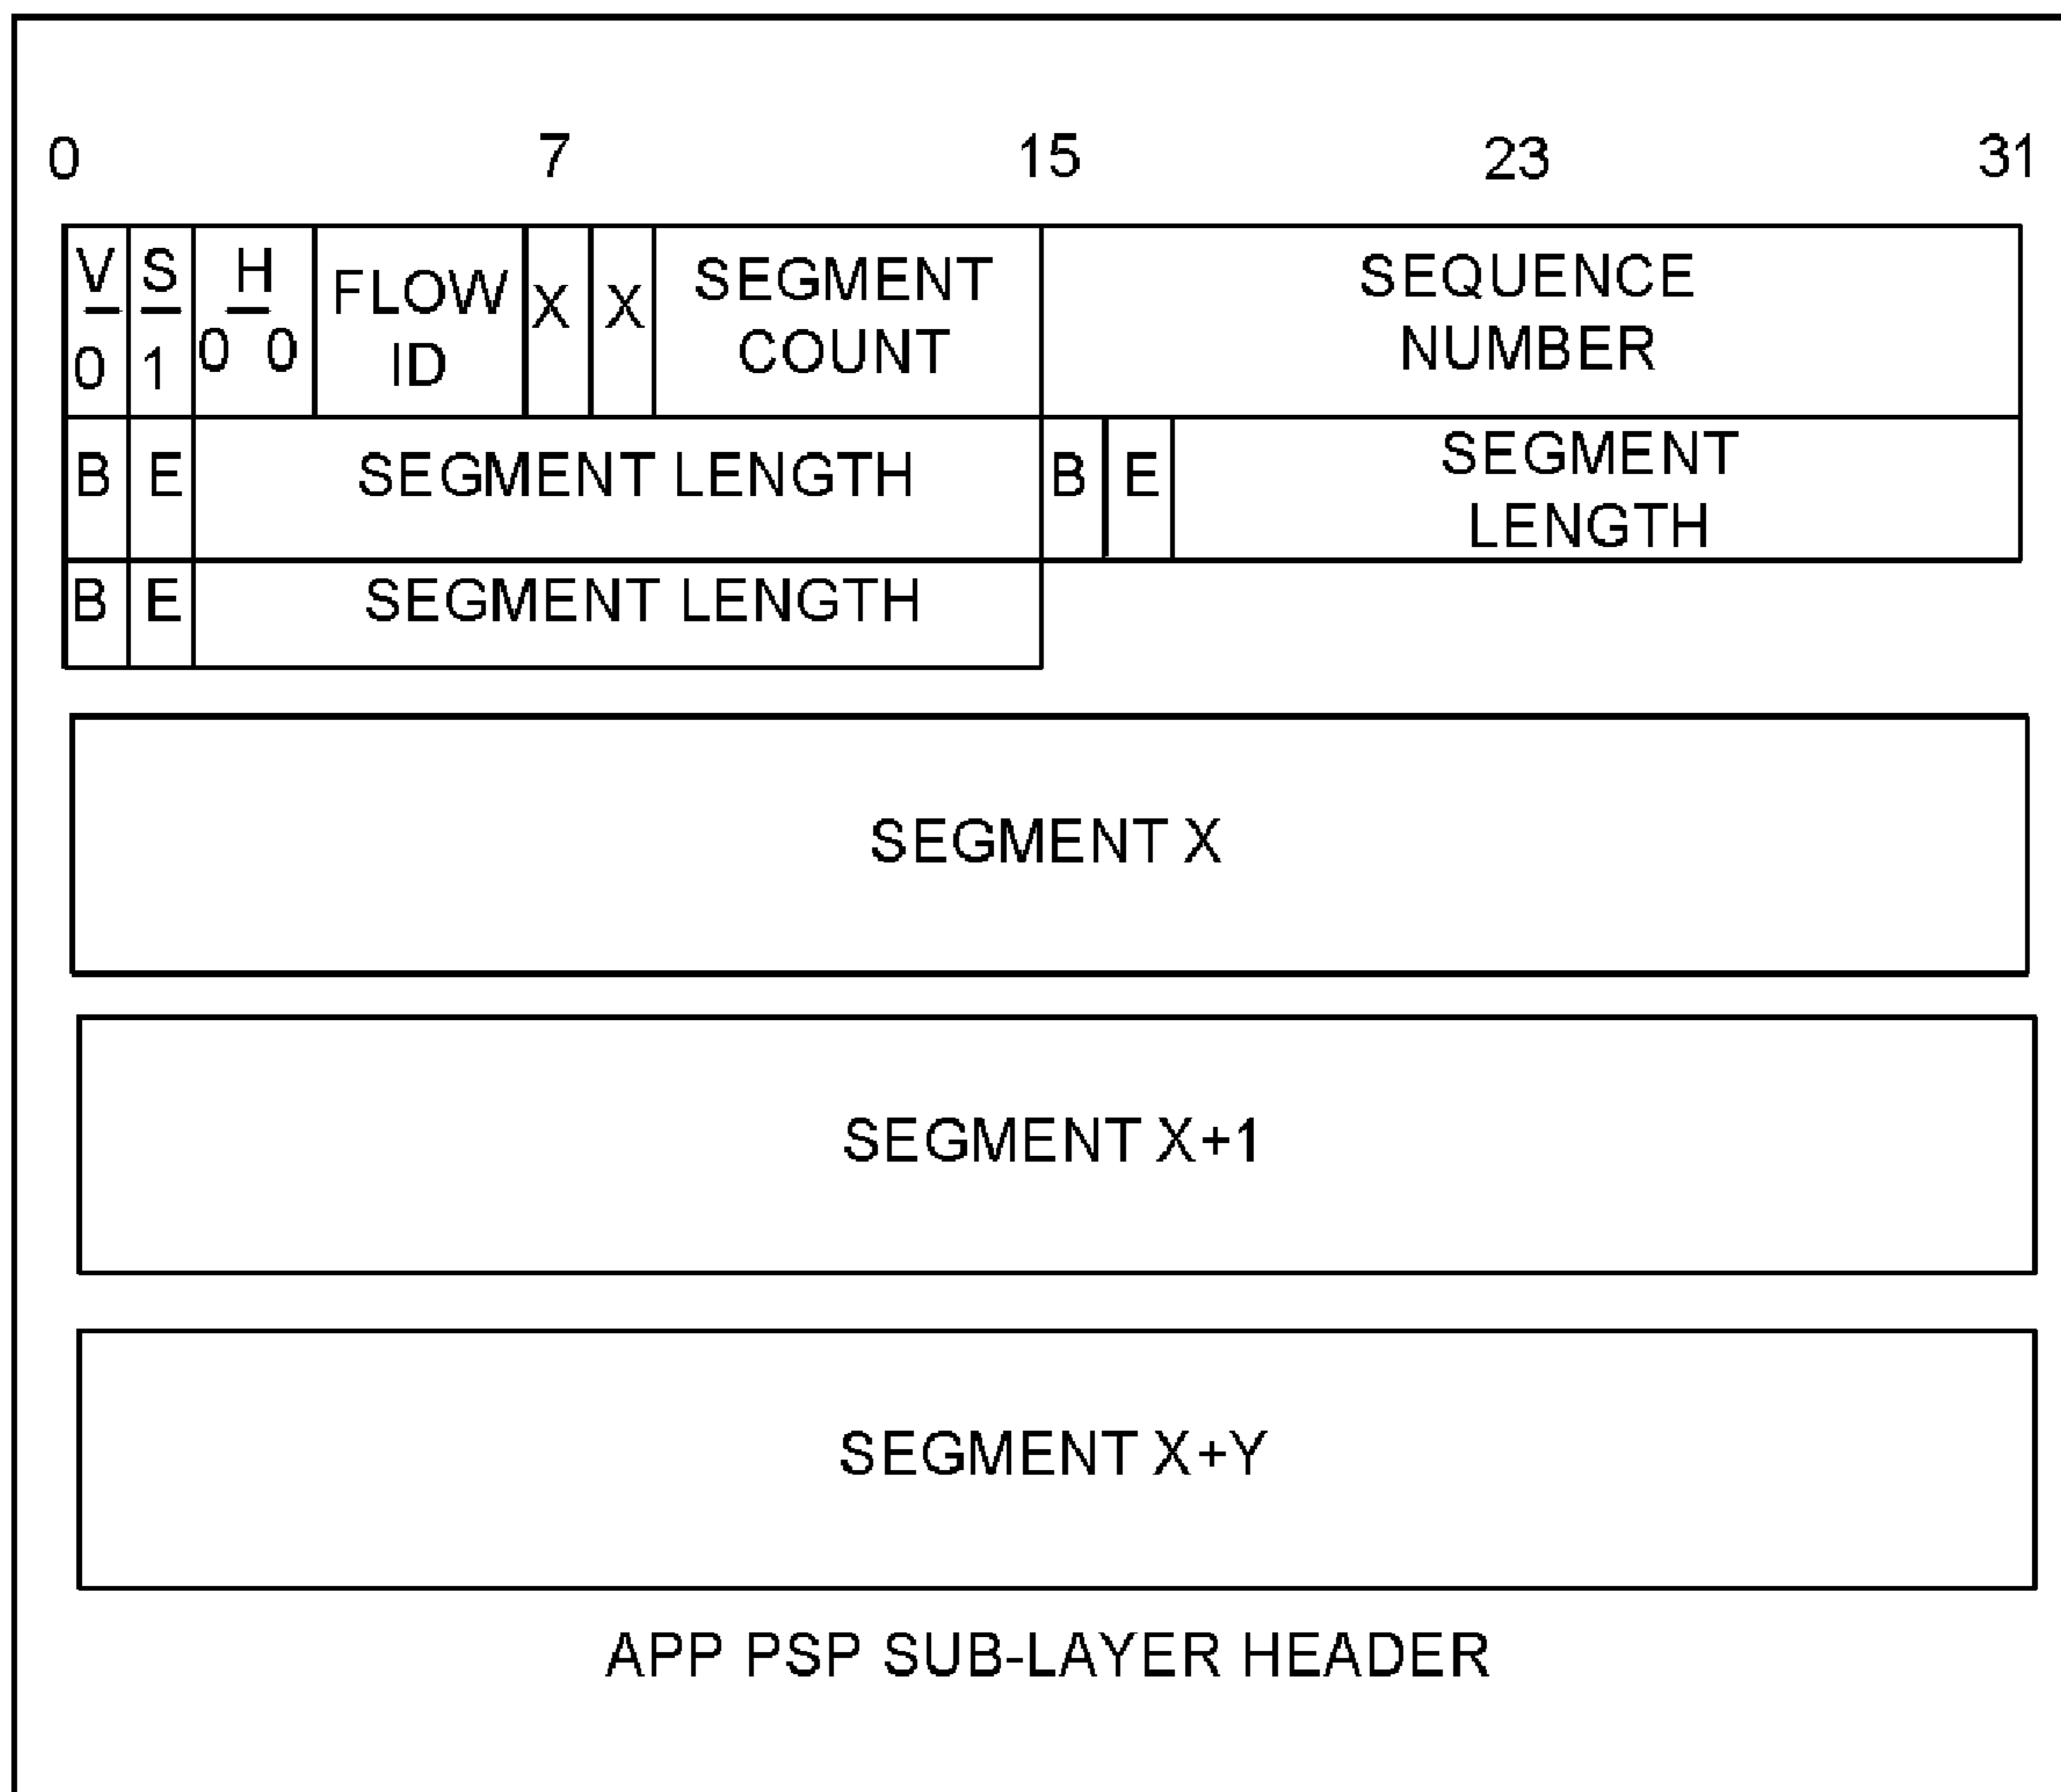 0 7 15 23 31
V S H FLOW ID X X SEGMENT COUNT SEQUENCE NUMBER
0 1 0 0
B E SEGMENT LENGTH B E SEGMENT LENGTH
B E SEGMENT LENGTH
SEGMENT X
SEGMENT X+1
SEGMENT X+Y
APP PSP SUB-LAYER HEADER